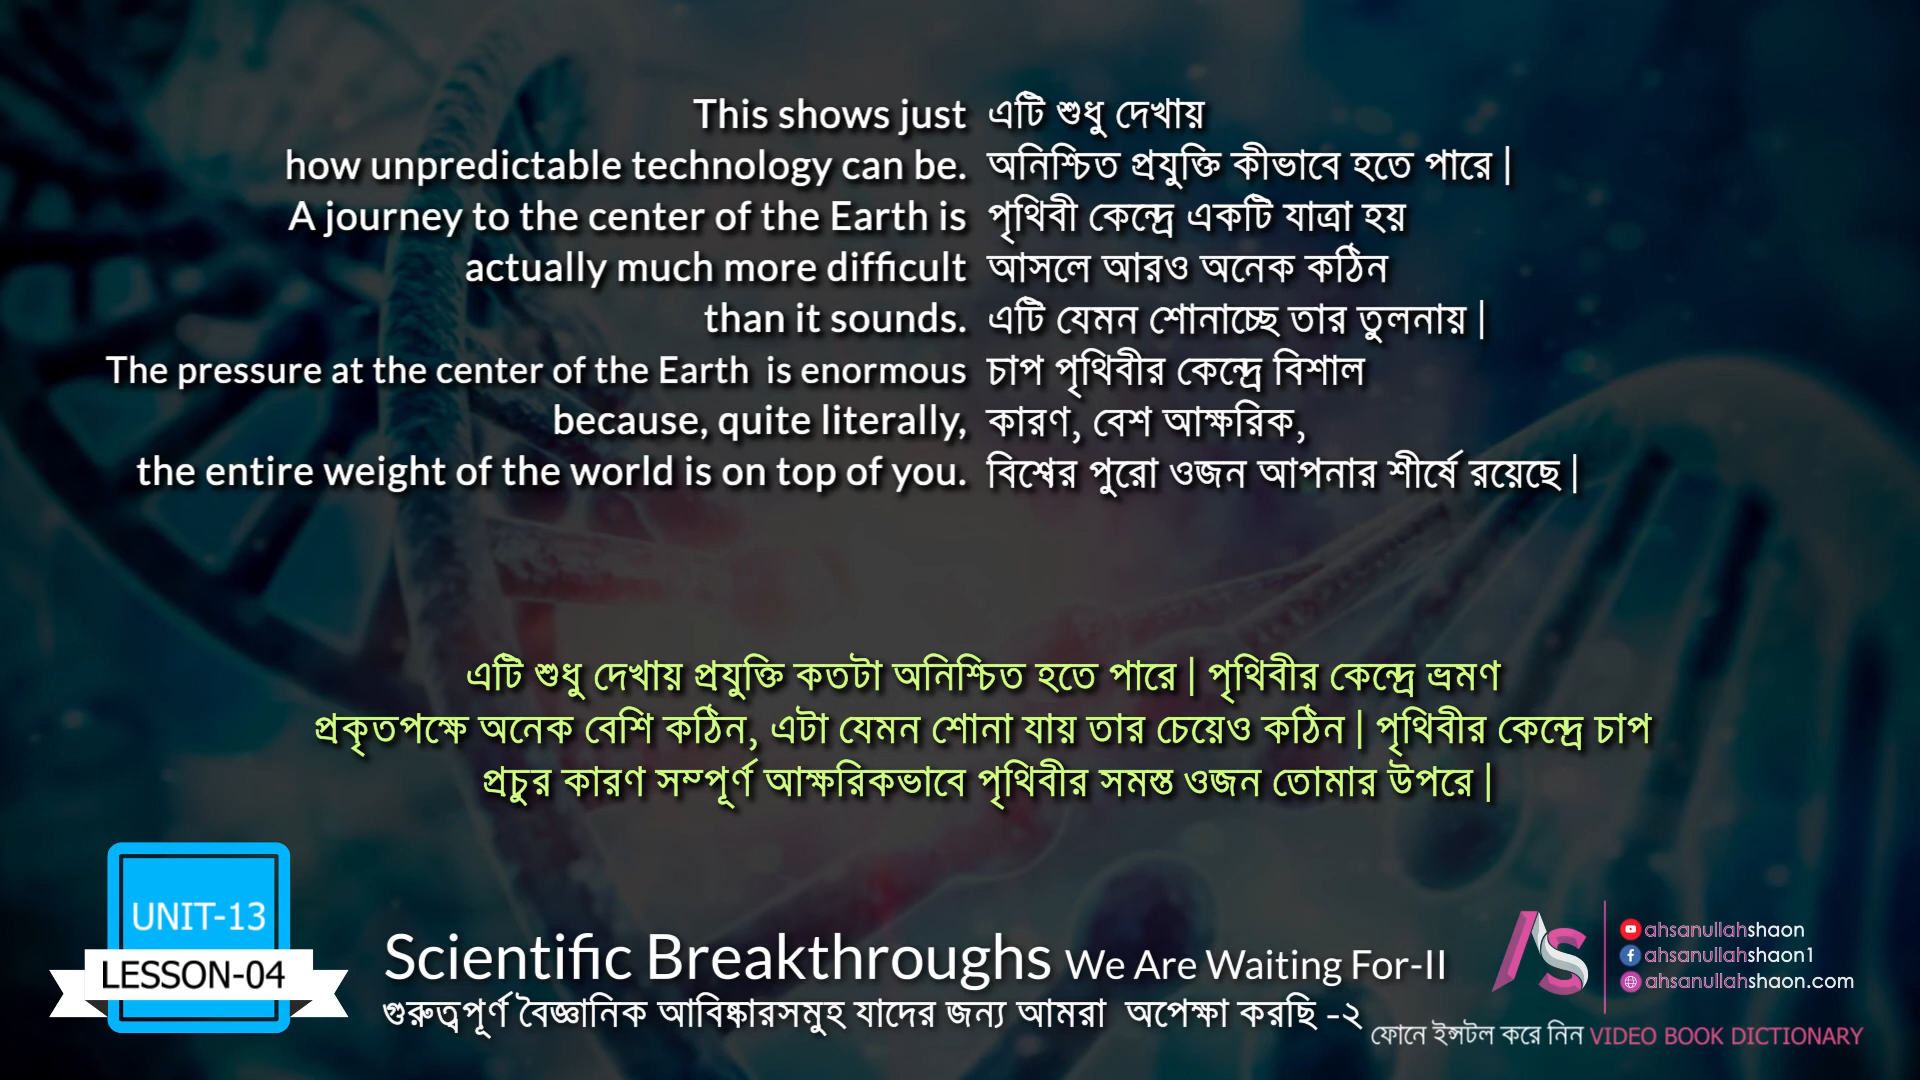 This shows just এটি শুধু দেখায়
how unpredictable technology can be. অনিশ্চিত প্রযুক্তি কীভাবে হতে পারে |
A journey to the center of the Earth is পৃথিবী কেন্দ্রে একটি যাত্রা হয়
actually much more difficult আসলে আরও অনেক কঠিন
than it sounds. এটি যেমন শোনাচ্ছে তার তুলনায় |
The pressure at the center of the Earth is enormous চাপ পৃথিবীর কেন্দ্রে বিশাল
because, quite literally, কারণ, বেশ আক্ষরিক,
the entire weight of the world is on top of you. বিশ্বের পুরো ওজন আপনার শীর্ষে রয়েছে |
এটি শুধু দেখায় প্রযুক্তি কতটা অনিশ্চিত হতে পারে | পৃথিবীর কেন্দ্রে ভ্রমণ
প্রকৃতপক্ষে অনেক বেশি কঠিন, এটা যেমন শোনা যায় তার চেয়েও কঠিন | পৃথিবীর কেন্দ্রে চাপ
প্রচুর কারণ সম্পূর্ণ আক্ষরিকভাবে পৃথিবীর সমস্ত ওজন তোমার উপরে |
UNIT-13
LESSON-04
Scientific Breakthroughs We Are Waiting For-II
গুরুত্বপূর্ণ বৈজ্ঞানিক আবিষ্কারসমুহ যাদের জন্য আমরা অপেক্ষা করছি -২
AS
ahsanullahshaon
ahsanullahshaon1
ahsanullahshaon.com
ফোনে ইন্সটল করে নিন VIDEO BOOK DICTIONARY